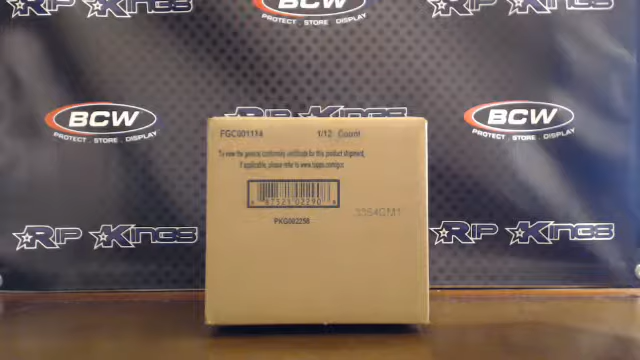 RIP KINGS
BCW
PROTECT . STORE . DISPLAY
RIP KINGS
BCW
PROTECT . STORE . DISPLAY
RIP KINGS
BCW
PROTECT . STORE . DISPLAY
FGC001174 1/12 Count
To view the general conformity certificate for this product shipment,
if applicable, please refer to www.topps.com/gcc
PKG002256
3354GM1
RIP KINGS
RIP KINGS